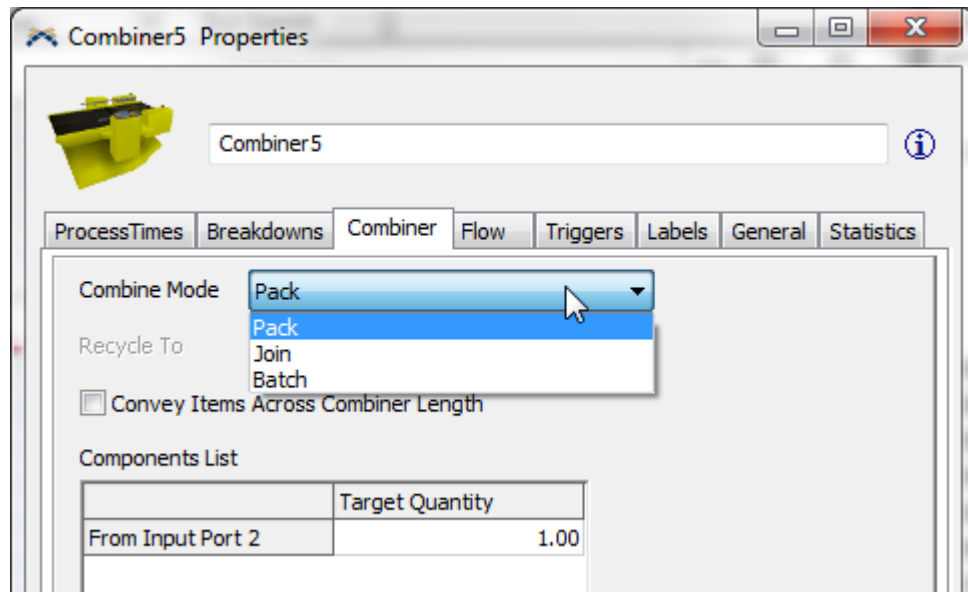 Combiner5 Properties
Combiner5
ProcessTimes Breakdowns Combiner Flow Triggers Labels General Statistics
Combine Mode Pack
Pack
Recycle To
Join
Batch
Convey Items Across Combiner Length
Components List
Target Quantity
From Input Port 2 1.00